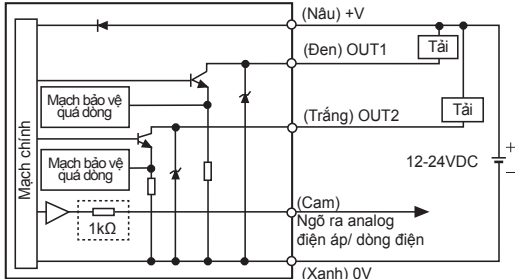 (Nâu) +V
(Đen) OUT1
Tải
Mạch bảo vệ
quá dòng
(Trắng) OUT2
Tải
Mạch chính
Mạch bảo vệ
quá dòng
12-24VDC
+
−
(Cam)
Ngõ ra analog
điện áp/ dòng điện
1kΩ
(Xanh) 0V